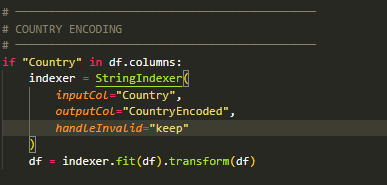 # ──────────────────────────────────────────────
# COUNTRY ENCODING
# ──────────────────────────────────────────────
if "Country" in df.columns:
    indexer = StringIndexer(
        inputCol="Country",
        outputCol="CountryEncoded",
        handleInvalid="keep"
    )
    df = indexer.fit(df).transform(df)